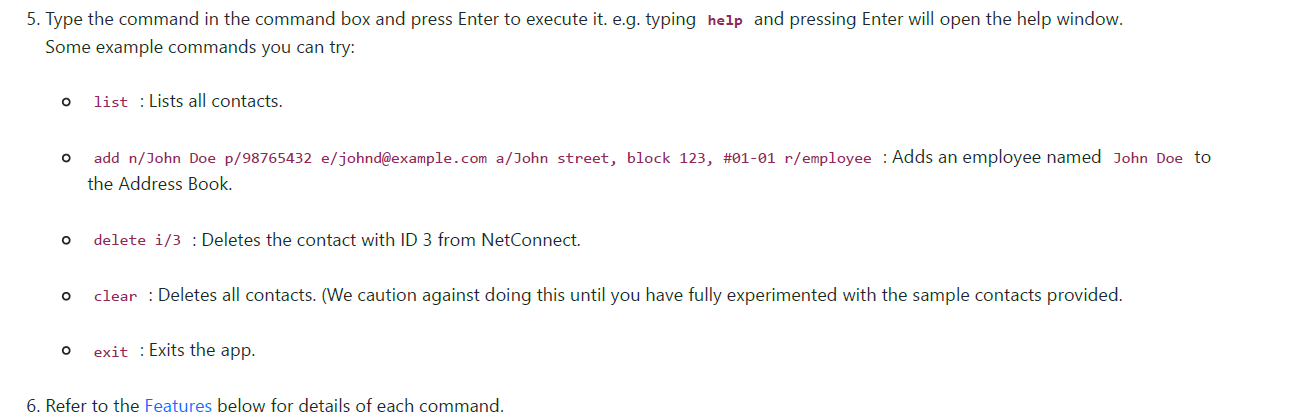 5. Type the command in the command box and press Enter to execute it. e.g. typing help and pressing Enter will open the help window.
Some example commands you can try:
list : Lists all contacts.
add n/John Doe p/98765432 e/johnd@example.com a/John street, block 123, #01-01 r/employee : Adds an employee named John Doe to
the Address Book.
delete i/3 : Deletes the contact with ID 3 from NetConnect.
clear : Deletes all contacts. (We caution against doing this until you have fully experimented with the sample contacts provided.
exit : Exits the app.
6. Refer to the Features below for details of each command.